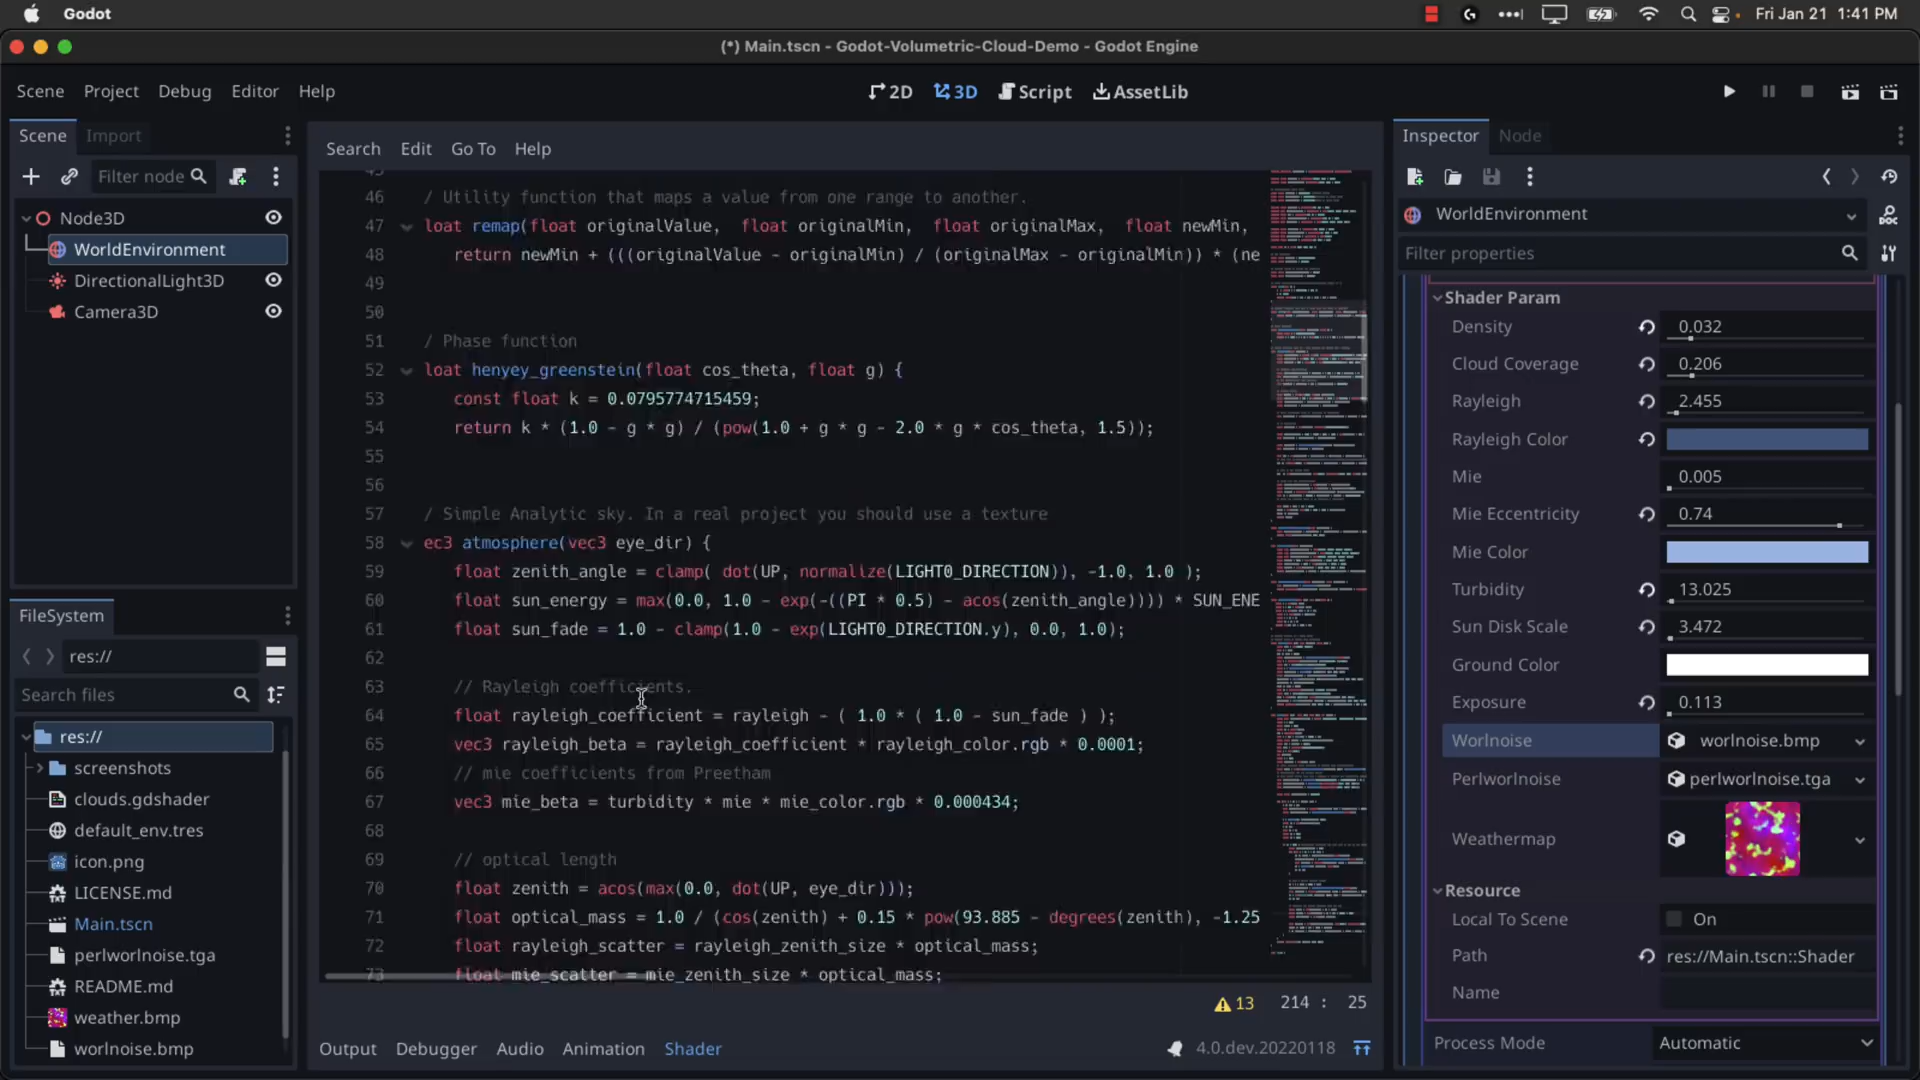 Godot
Fri Jan 21 1:41 PM
(*) Main.tscn - Godot-Volumetric-Cloud-Demo - Godot Engine
Scene Project Debug Editor Help
2D 3D Script AssetLib
Scene Import
Filter node
Node3D
WorldEnvironment
DirectionalLight3D
Camera3D
FileSystem
res://
Search files
res://
screenshots
clouds.gdshader
default_env.tres
icon.png
LICENSE.md
Main.tscn
perlworlnoise.tga
README.md
weather.bmp
worlnoise.bmp
Search Edit Go To Help
46 / Utility function that maps a value from one range to another.
47 loat remap(float originalValue, float originalMin, float originalMax, float newMin,
48 return newMin + (((originalValue - originalMin) / (originalMax - originalMin)) * (ne
49
50
51 / Phase function
52 loat henyey_greenstein(float cos_theta, float g) {
53 const float k = 0.0795774715459;
54 return k * (1.0 - g * g) / (pow(1.0 + g * g - 2.0 * g * cos_theta, 1.5));
55
56
57 / Simple Analytic sky. In a real project you should use a texture
58 ec3 atmosphere(vec3 eye_dir) {
59 float zenith_angle = clamp( dot(UP, normalize(LIGHT0_DIRECTION)), -1.0, 1.0 );
60 float sun_energy = max(0.0, 1.0 - exp(-((PI * 0.5) - acos(zenith_angle)))) * SUN_ENE
61 float sun_fade = 1.0 - clamp(1.0 - exp(LIGHT0_DIRECTION.y), 0.0, 1.0);
62
63 // Rayleigh coefficients.
64 float rayleigh_coefficient = rayleigh - ( 1.0 * ( 1.0 - sun_fade ) );
65 vec3 rayleigh_beta = rayleigh_coefficient * rayleigh_color.rgb * 0.0001;
66 // mie coefficients from Preetham
67 vec3 mie_beta = turbidity * mie * mie_color.rgb * 0.000434;
68
69 // optical length
70 float zenith = acos(max(0.0, dot(UP, eye_dir)));
71 float optical_mass = 1.0 / (cos(zenith) + 0.15 * pow(93.885 - degrees(zenith), -1.25
72 float rayleigh_scatter = rayleigh_zenith_size * optical_mass;
73 float mie_scatter = mie_zenith_size * optical_mass;
13 214 : 25
Output Debugger Audio Animation Shader
4.0.dev.20220118
Inspector Node
WorldEnvironment
DOC
Filter properties
Shader Param
Density 0.032
Cloud Coverage 0.206
Rayleigh 2.455
Rayleigh Color
Mie 0.005
Mie Eccentricity 0.74
Mie Color
Turbidity 13.025
Sun Disk Scale 3.472
Ground Color
Exposure 0.113
Worlnoise worlnoise.bmp
Perlworlnoise perlworlnoise.tga
Weathermap
Resource
Local To Scene On
Path res://Main.tscn::Shader
Name
Process Mode Automatic